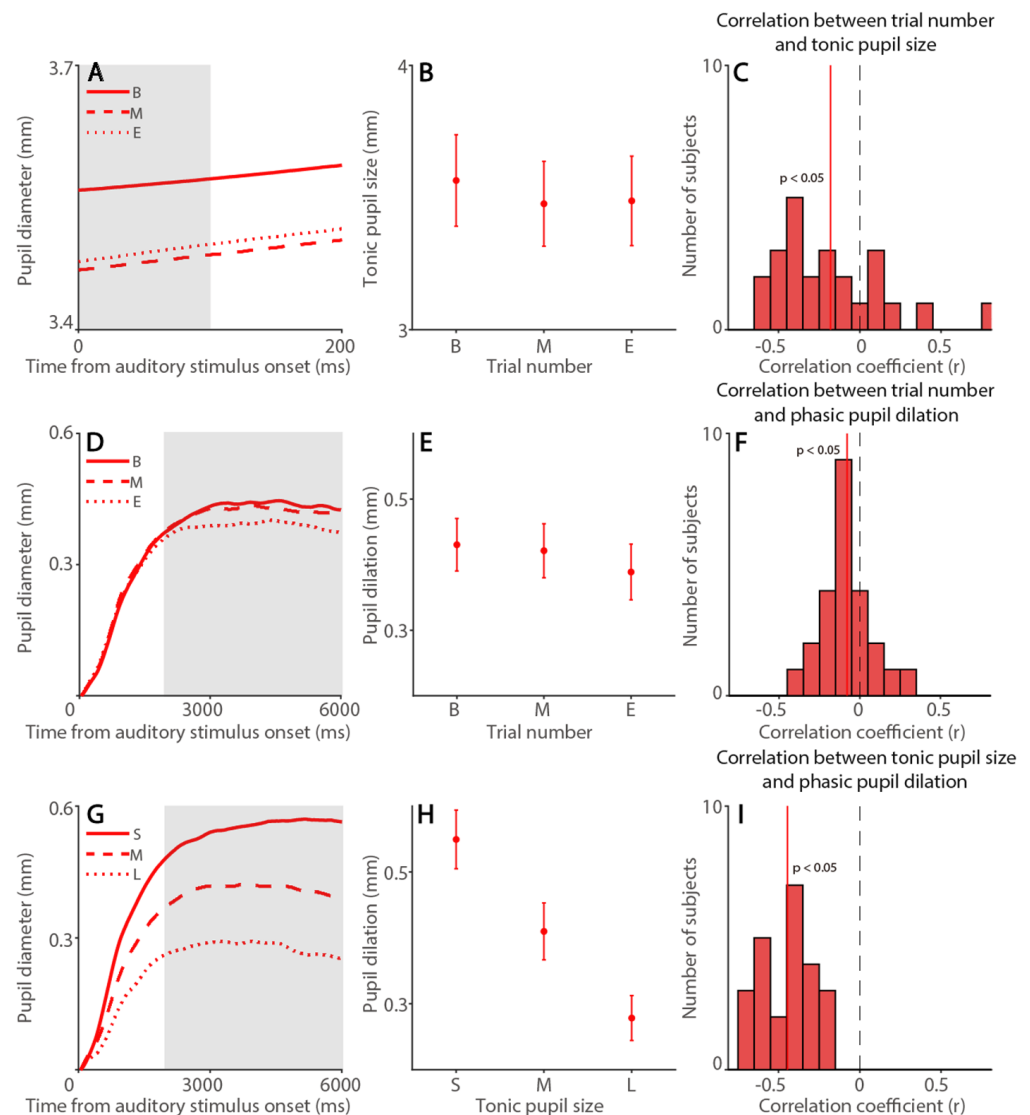 Correlation between trial number
and tonic pupil size
A
B
M
E
3.7
3.4
Pupil diameter (mm)
0
200
Time from auditory stimulus onset (ms)
B
4
3
Tonic pupil size (mm)
B
M
E
Trial number
C
10
0
Number of subjects
p < 0.05
-0.5
0
0.5
Correlation coefficient (r)
Correlation between trial number
and phasic pupil dilation
D
B
M
E
0.6
0.3
Pupil diameter (mm)
0
3000
6000
Time from auditory stimulus onset (ms)
E
0.5
0.3
Pupil dilation (mm)
B
M
E
Trial number
F
10
0
Number of subjects
p < 0.05
-0.5
0
0.5
Correlation coefficient (r)
Correlation between tonic pupil size
and phasic pupil dilation
G
S
M
L
0.6
0.3
Pupil diameter (mm)
0
3000
6000
Time from auditory stimulus onset (ms)
H
0.5
0.3
Pupil dilation (mm)
S
M
L
Tonic pupil size
I
10
0
Number of subjects
p < 0.05
-0.5
0
0.5
Correlation coefficient (r)